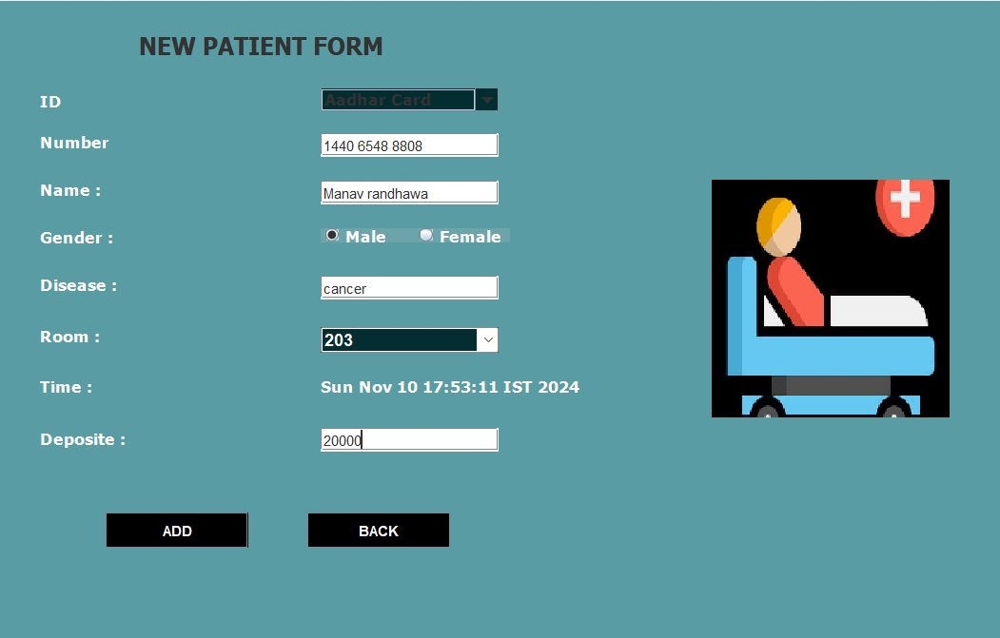 NEW PATIENT FORM
ID Aadhar Card
Number 1440 6548 8808
Name : Manav randhawa
Gender : Male Female
Disease : cancer
Room : 203
Time : Sun Nov 10 17:53:11 IST 2024
Deposite : 20000
ADD BACK